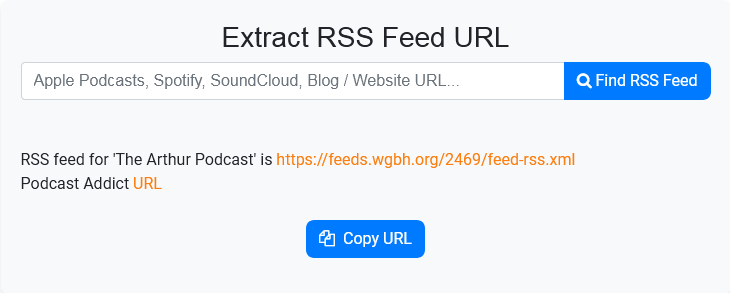 Extract RSS Feed URL
Apple Podcasts, Spotify, SoundCloud, Blog / Website URL...
Find RSS Feed
RSS feed for 'The Arthur Podcast' is https://feeds.wgbh.org/2469/feed-rss.xml
Podcast Addict URL
Copy URL